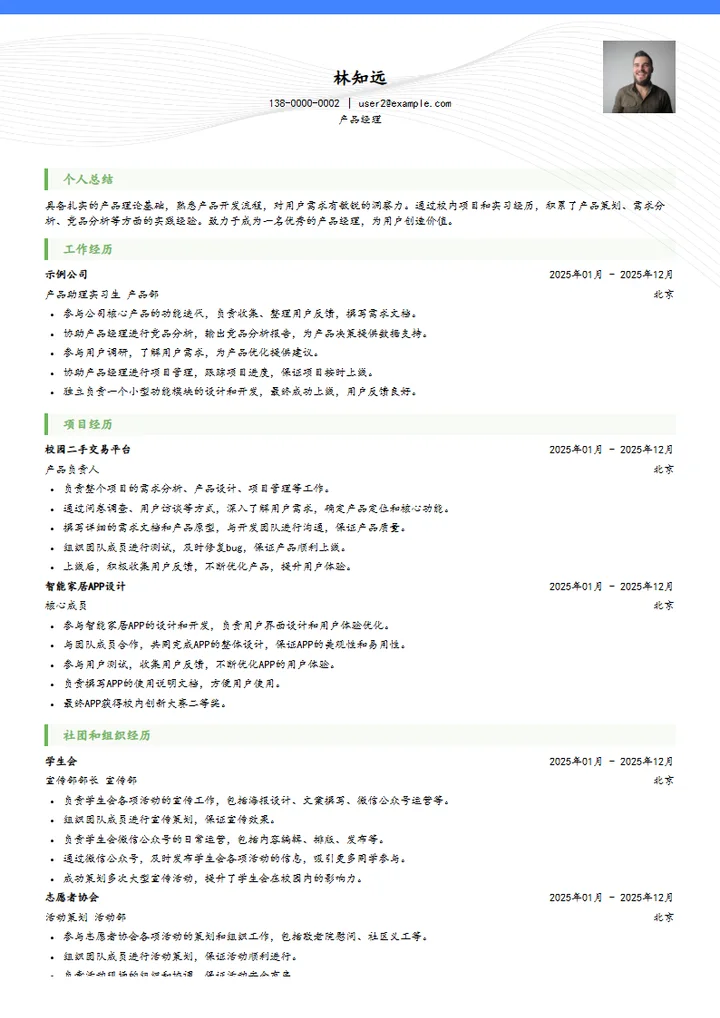 林知远
138-0000-0002 | user2@example.com
产品经理
个人总结
具备扎实的产品理论基础，熟悉产品开发流程，对用户需求有敏锐的洞察力。通过校内项目和实习经历，积累了产品策划、需求分
析、竞品分析等方面的实践经验。致力于成为一名优秀的产品经理，为用户创造价值。
工作经历
示例公司 2025年01月 - 2025年12月
产品助理实习生 产品部 北京
• 参与公司核心产品的功能迭代，负责收集、整理用户反馈，撰写需求文档。
• 协助产品经理进行竞品分析，输出竞品分析报告，为产品决策提供数据支持。
• 参与用户调研，了解用户需求，为产品优化提供建议。
• 协助产品经理进行项目管理，跟踪项目进度，保证项目按时上线。
• 独立负责一个小型功能模块的设计和开发，最终成功上线，用户反馈良好。
项目经历
校园二手交易平台 2025年01月 - 2025年12月
产品负责人 北京
• 负责整个项目的需求分析、产品设计、项目管理等工作。
• 通过问卷调查、用户访谈等方式，深入了解用户需求，确定产品定位和核心功能。
• 撰写详细的需求文档和产品原型，与开发团队进行沟通，保证产品质量。
• 组织团队成员进行测试，及时修复bug，保证产品顺利上线。
• 上线后，积极收集用户反馈，不断优化产品，提升用户体验。
智能家居APP设计 2025年01月 - 2025年12月
核心成员 北京
• 参与智能家居APP的设计和开发，负责用户界面设计和用户体验优化。
• 与团队成员合作，共同完成APP的整体设计，保证APP的美观性和易用性。
• 参与用户测试，收集用户反馈，不断优化APP的用户体验。
• 负责撰写APP的使用说明文档，方便用户使用。
• 最终APP获得校内创新大赛二等奖。
社团和组织经历
学生会 2025年01月 - 2025年12月
宣传部部长 宣传部 北京
• 负责学生会各项活动的宣传工作，包括海报设计、文案撰写、微信公众号运营等。
• 组织团队成员进行宣传策划，保证宣传效果。
• 负责学生会微信公众号的日常运营，包括内容编辑、排版、发布等。
• 通过微信公众号，及时发布学生会各项活动的信息，吸引更多同学参与。
• 成功策划多次大型宣传活动，提升了学生会在校园内的影响力。
志愿者协会 2025年01月 - 2025年12月
活动策划 活动部 北京
• 参与志愿者协会各项活动的策划和组织工作，包括敬老院慰问、社区义工等。
• 组织团队成员进行活动策划，保证活动顺利进行。
• 负责活动现场的组织和协调，保证活动安全有序